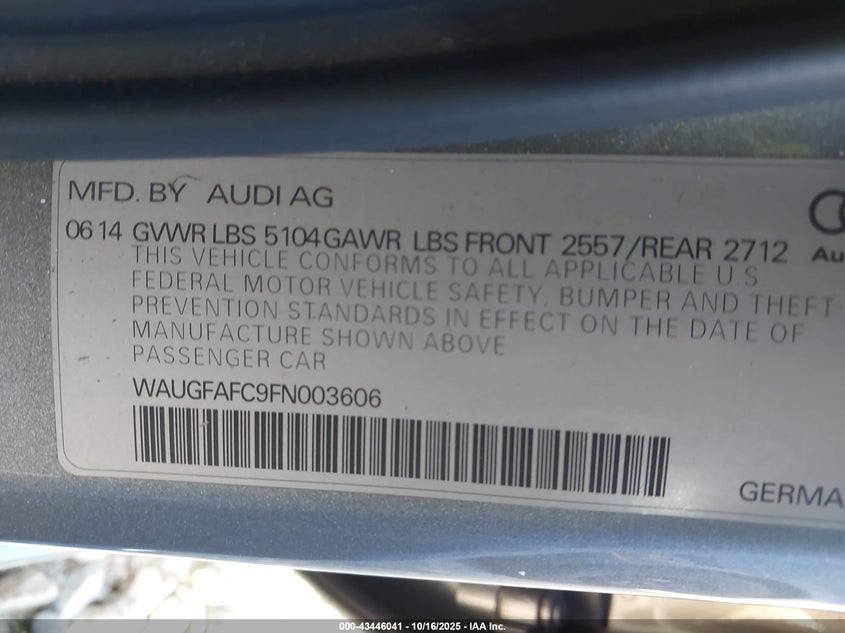 MFD. BY AUDI AG
06 14 GVWR LBS 5104 GAWR LBS FRONT 2557/REAR 2712
THIS VEHICLE CONFORMS TO ALL APPLICABLE U S
FEDERAL MOTOR VEHICLE SAFETY, BUMPER AND THEFT
PREVENTION STANDARDS IN EFFECT ON THE DATE OF
MANUFACTURE SHOWN ABOVE
PASSENGER CAR
WAUGFAFC9FN003606
Au
GERMA
000-43446041 - 10/16/2025 - IAA Inc.